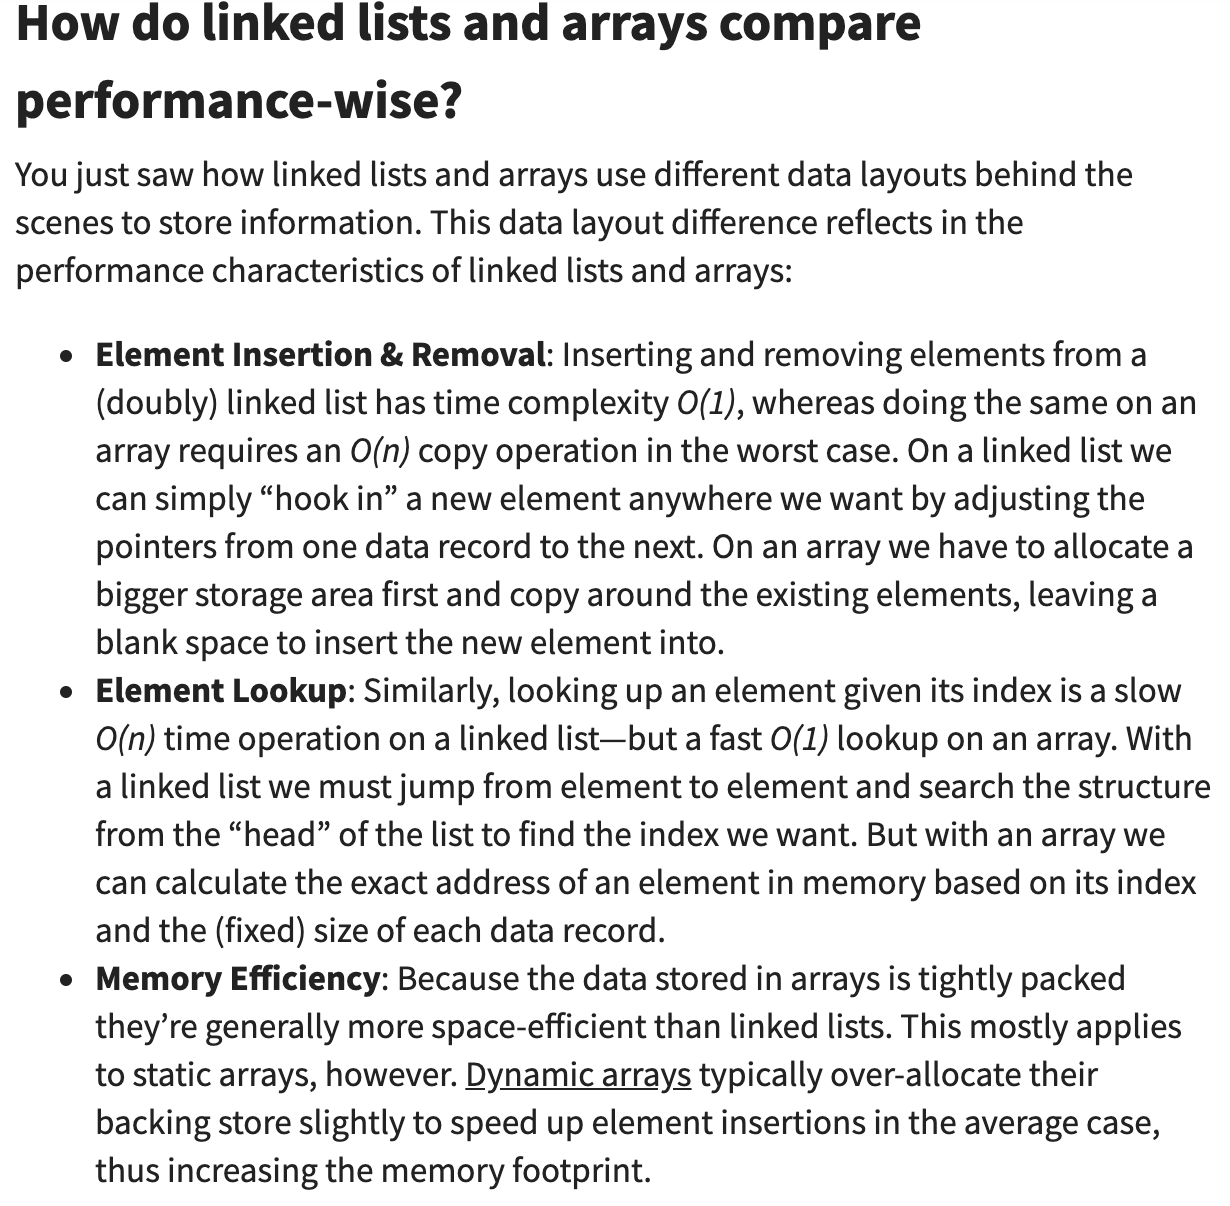 How do linked lists and arrays compare
performance-wise?
You just saw how linked lists and arrays use different data layouts behind the
scenes to store information. This data layout difference reflects in the
performance characteristics of linked lists and arrays:
• Element Insertion & Removal: Inserting and removing elements from a
(doubly) linked list has time complexity O(1), whereas doing the same on an
array requires an O(n) copy operation in the worst case. On a linked list we
can simply “hook in” a new element anywhere we want by adjusting the
pointers from one data record to the next. On an array we have to allocate a
bigger storage area first and copy around the existing elements, leaving a
blank space to insert the new element into.
• Element Lookup: Similarly, looking up an element given its index is a slow
O(n) time operation on a linked list—but a fast O(1) lookup on an array. With
a linked list we must jump from element to element and search the structure
from the “head” of the list to find the index we want. But with an array we
can calculate the exact address of an element in memory based on its index
and the (fixed) size of each data record.
• Memory Efficiency: Because the data stored in arrays is tightly packed
they’re generally more space-efficient than linked lists. This mostly applies
to static arrays, however. Dynamic arrays typically over-allocate their
backing store slightly to speed up element insertions in the average case,
thus increasing the memory footprint.